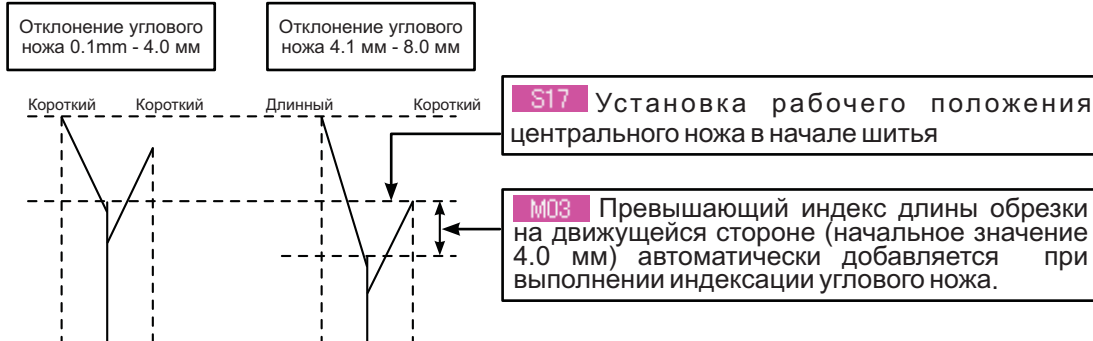 Отклонение углового
ножа 0.1mm - 4.0 мм
Отклонение углового
ножа 4.1 мм - 8.0 мм
Короткий Короткий Длинный Короткий
S17 Установка рабочего положения
центрального ножа в начале шитья
M03 Превышающий индекс длины обрезки
на движущейся стороне (начальное значение
4.0 мм) автоматически добавляется при
выполнении индексации углового ножа.